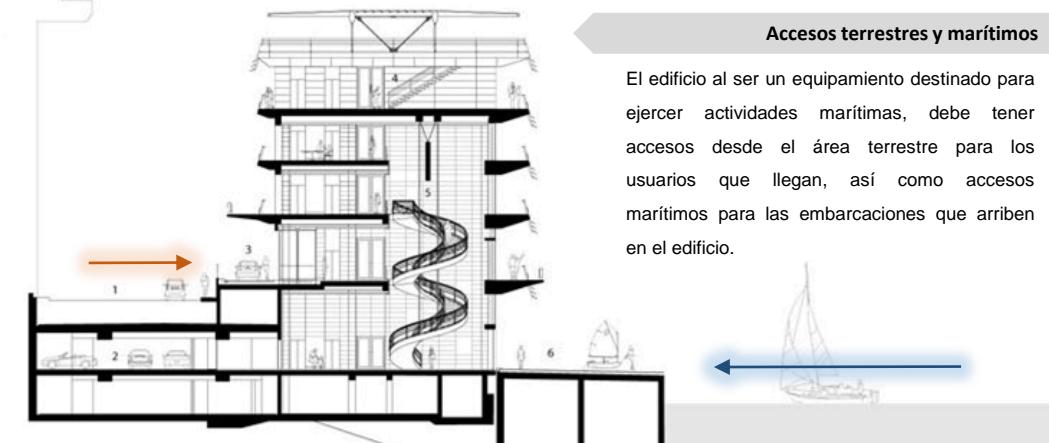 Accesos terrestres y marítimos
El edificio al ser un equipamiento destinado para
ejercer actividades marítimas, debe tener
accesos desde el área terrestre para los
usuarios que llegan, así como accesos
marítimos para las embarcaciones que arriben
en el edificio.
4
5
3
1
2
6